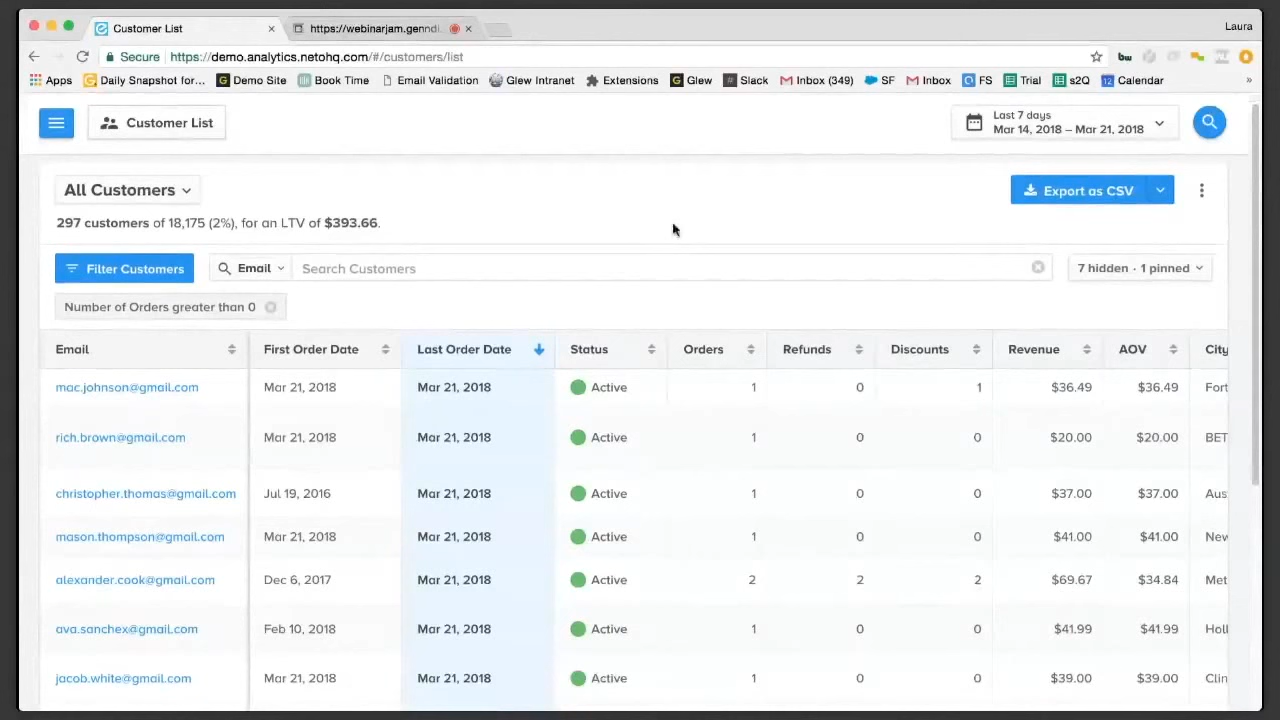 Customer List
https://webinarjam.genndi.
Laura
Secure https://demo.analytics.netohq.com/#/customers/list
bw
Apps Daily Snapshot for... Demo Site Book Time Email Validation Glew Intranet Extensions Glew Slack Inbox (349) SF Inbox FS Trial s2Q Calendar »
Customer List
Last 7 days
Mar 14, 2018 – Mar 21, 2018
All Customers
Export as CSV
297 customers of 18,175 (2%), for an LTV of $393.66.
Filter Customers Email Search Customers 7 hidden · 1 pinned
Number of Orders greater than 0
Email First Order Date Last Order Date Status Orders Refunds Discounts Revenue AOV City
mac.johnson@gmail.com Mar 21, 2018 Mar 21, 2018 Active 1 0 1 $36.49 $36.49 Fort
rich.brown@gmail.com Mar 21, 2018 Mar 21, 2018 Active 1 0 0 $20.00 $20.00 BET
christopher.thomas@gmail.com Jul 19, 2016 Mar 21, 2018 Active 1 0 0 $37.00 $37.00 Aus
mason.thompson@gmail.com Mar 21, 2018 Mar 21, 2018 Active 1 0 0 $41.00 $41.00 New
alexander.cook@gmail.com Dec 6, 2017 Mar 21, 2018 Active 2 2 2 $69.67 $34.84 Met
ava.sanchex@gmail.com Feb 10, 2018 Mar 21, 2018 Active 1 0 0 $41.99 $41.99 Holl
jacob.white@gmail.com Mar 21, 2018 Mar 21, 2018 Active 1 0 0 $39.00 $39.00 Clin